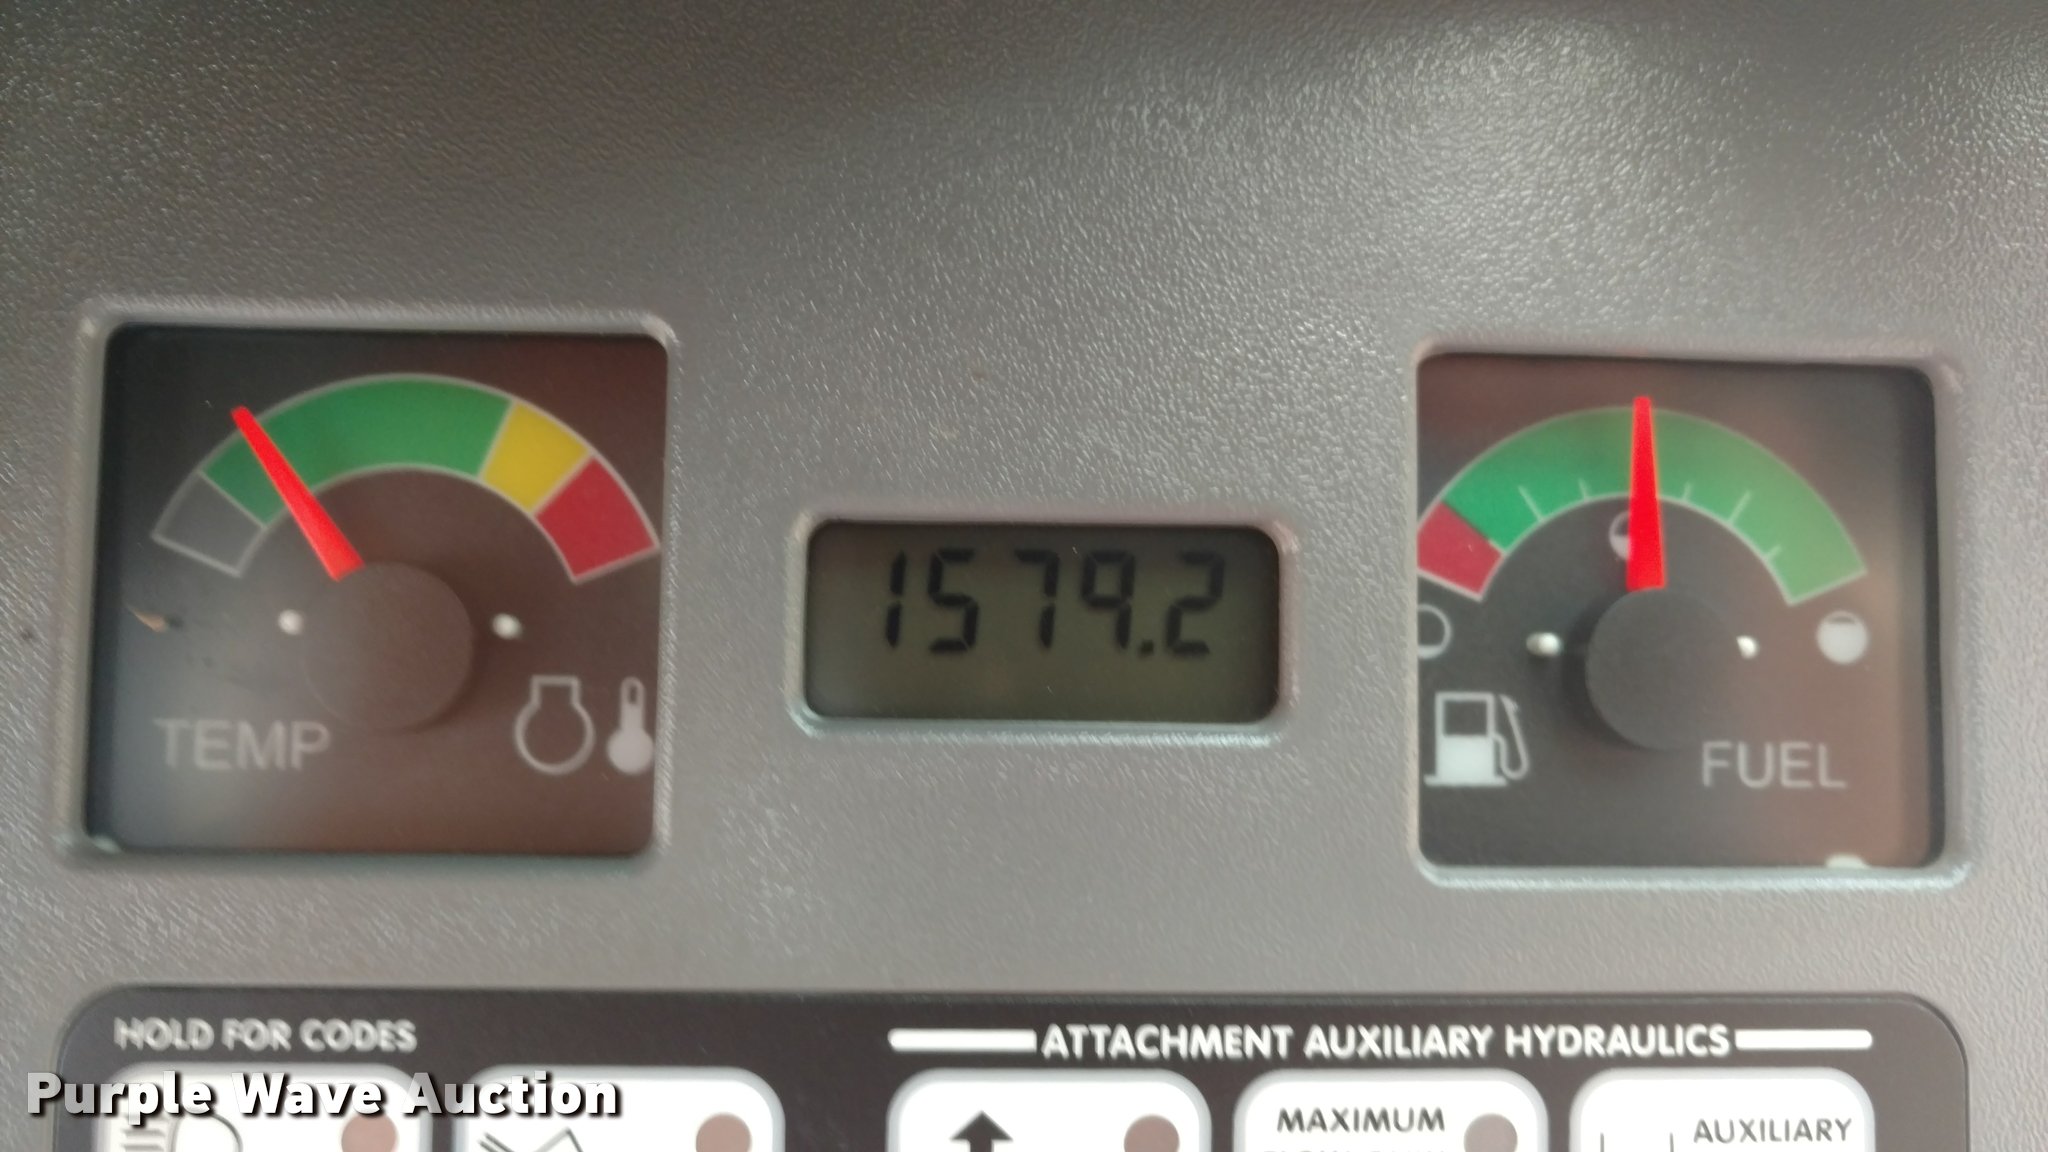 1579.2
TEMP
FUEL
HOLD FOR CODES
ATTACHMENT AUXILIARY HYDRAULICS
Purple Wave Auction
MAXIMUM
AUXILIARY